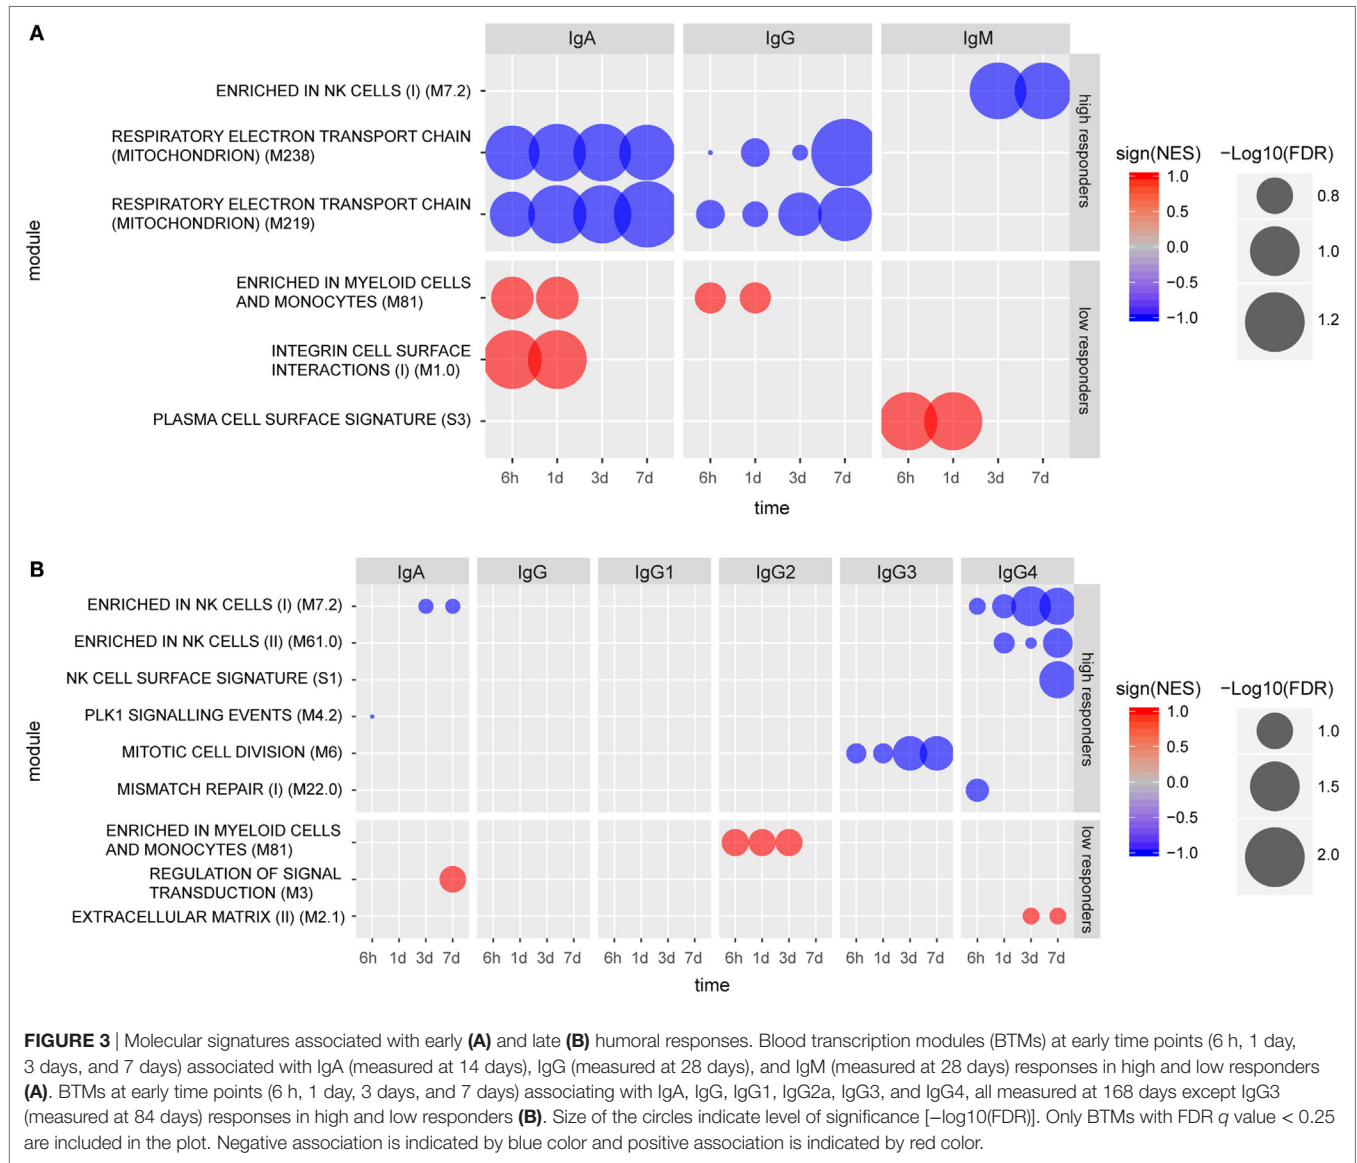 A
IgA IgG IgM
ENRICHED IN NK CELLS (I) (M7.2)
RESPIRATORY ELECTRON TRANSPORT CHAIN
(MITOCHONDRION) (M238)
RESPIRATORY ELECTRON TRANSPORT CHAIN
(MITOCHONDRION) (M219)
high responders
module
ENRICHED IN MYELOID CELLS
AND MONOCYTES (M81)
INTEGRIN CELL SURFACE
INTERACTIONS (I) (M1.0)
PLASMA CELL SURFACE SIGNATURE (S3)
low responders
6h 1d 3d 7d 6h 1d 3d 7d 6h 1d 3d 7d
time
sign(NES)
1.0
0.5
0.0
−0.5
−1.0
−Log10(FDR)
0.8
1.0
1.2
B
IgA IgG IgG1 IgG2 IgG3 IgG4
ENRICHED IN NK CELLS (I) (M7.2)
ENRICHED IN NK CELLS (II) (M61.0)
NK CELL SURFACE SIGNATURE (S1)
PLK1 SIGNALLING EVENTS (M4.2)
MITOTIC CELL DIVISION (M6)
MISMATCH REPAIR (I) (M22.0)
high responders
module
ENRICHED IN MYELOID CELLS
AND MONOCYTES (M81)
REGULATION OF SIGNAL
TRANSDUCTION (M3)
EXTRACELLULAR MATRIX (II) (M2.1)
low responders
6h 1d 3d 7d 6h 1d 3d 7d 6h 1d 3d 7d 6h 1d 3d 7d 6h 1d 3d 7d 6h 1d 3d 7d
time
sign(NES)
1.0
0.5
0.0
−0.5
−1.0
−Log10(FDR)
1.0
1.5
2.0
FIGURE 3 | Molecular signatures associated with early (A) and late (B) humoral responses. Blood transcription modules (BTMs) at early time points (6 h, 1 day,
3 days, and 7 days) associated with IgA (measured at 14 days), IgG (measured at 28 days), and IgM (measured at 28 days) responses in high and low responders
(A). BTMs at early time points (6 h, 1 day, 3 days, and 7 days) associating with IgA, IgG, IgG1, IgG2a, IgG3, and IgG4, all measured at 168 days except IgG3
(measured at 84 days) responses in high and low responders (B). Size of the circles indicate level of significance [−log10(FDR)]. Only BTMs with FDR q value < 0.25
are included in the plot. Negative association is indicated by blue color and positive association is indicated by red color.